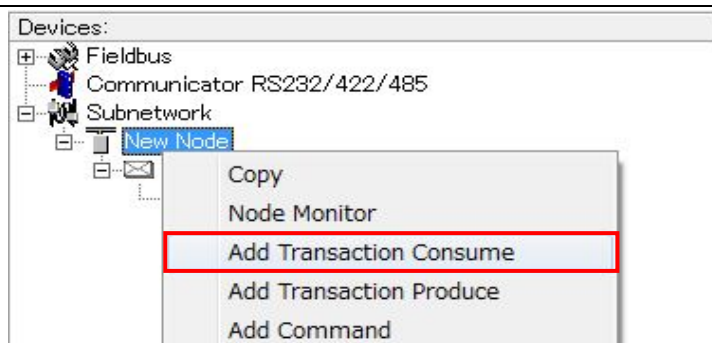 Devices:
Fieldbus
Communicator RS232/422/485
Subnetwork
New Node
Copy
Node Monitor
Add Transaction Consume
Add Transaction Produce
Add Command